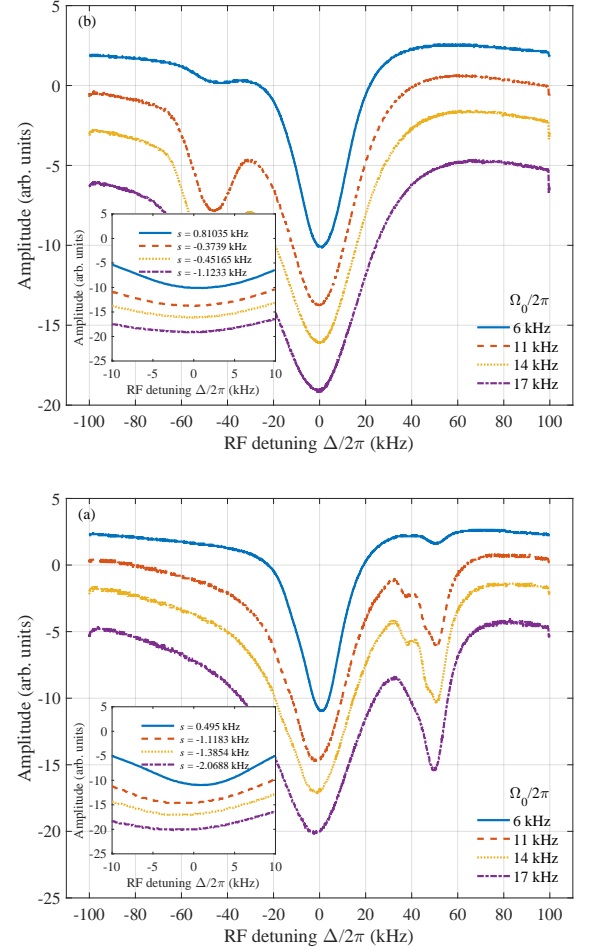 (b)
5
0
-5
-10
-15
-20
Amplitude (arb. units)
-100 -80 -60 -40 -20 0 20 40 60 80 100
RF detuning Δ/2π (kHz)
Ω0/2π
6 kHz
11 kHz
14 kHz
17 kHz
5
0
-5
-10
-15
-20
-25
Amplitude (arb. units)
s = 0.81035 kHz
s = -0.3739 kHz
s = -0.45165 kHz
s = -1.1233 kHz
-10 -5 0 5 10
RF detuning Δ/2π (kHz)
(a)
5
0
-5
-10
-15
-20
-25
Amplitude (arb. units)
-100 -80 -60 -40 -20 0 20 40 60 80 100
RF detuning Δ/2π (kHz)
Ω0/2π
6 kHz
11 kHz
14 kHz
17 kHz
5
0
-5
-10
-15
-20
-25
Amplitude (arb. units)
s = 0.495 kHz
s = -1.1183 kHz
s = -1.3854 kHz
s = -2.0688 kHz
-10 -5 0 5 10
RF detuning Δ/2π (kHz)